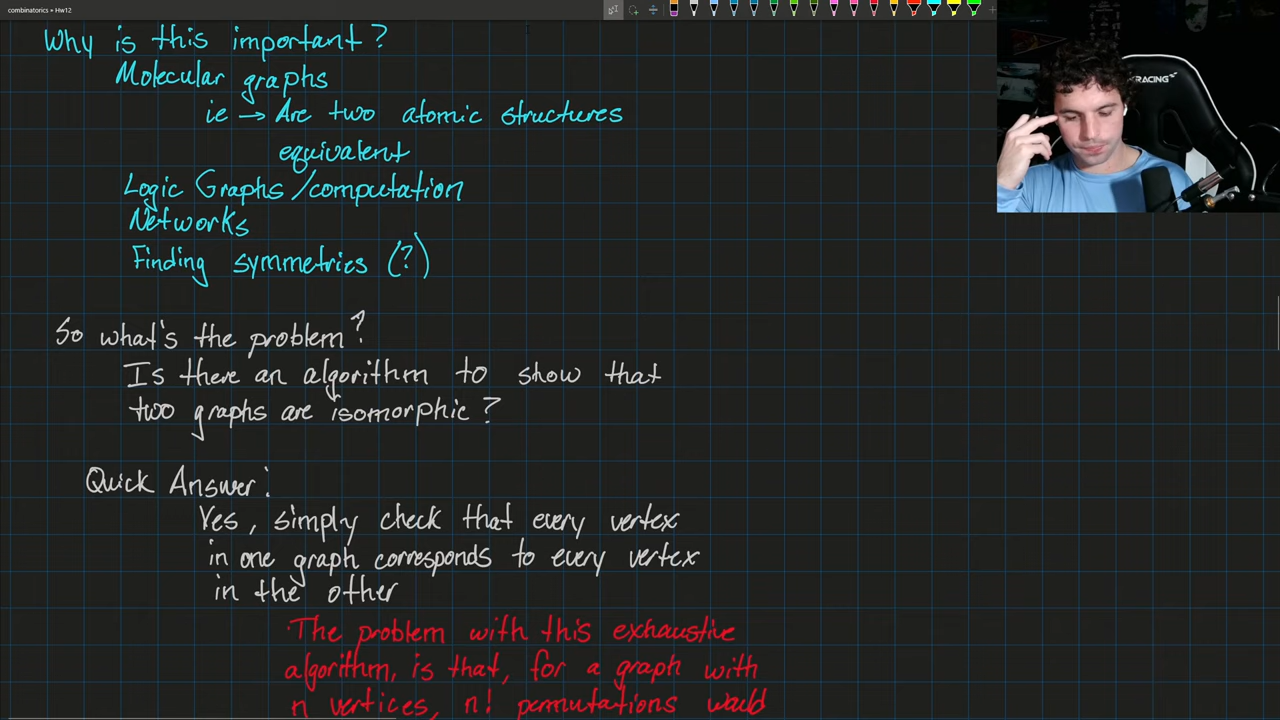 combinatorics » Hw12
Why is this important?
Molecular graphs
ie → Are two atomic structures
equivalent
Logic Graphs/computation
Networks
Finding symmetries (?)
So what's the problem?
Is there an algorithm to show that
two graphs are isomorphic?
Quick Answer:
Yes, simply check that every vertex
in one graph corresponds to every vertex
in the other
The problem with this exhaustive
algorithm, is that, for a graph with
n vertices, n! permutations would
RACING